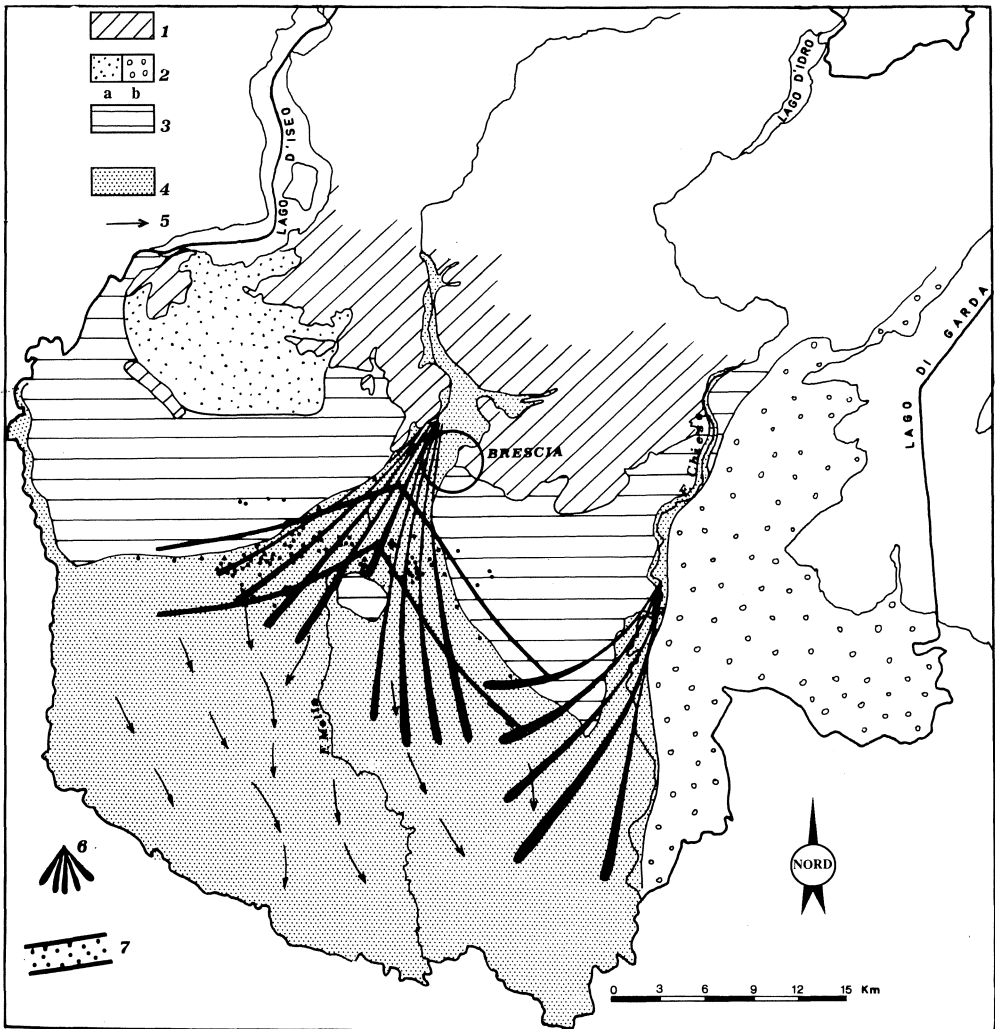 1
2
a b
3
4
5
LAGO D'ISEO
LAGO D'IDRO
LAGO DI GARDA
BRESCIA
F. Chiese
F. Mella
6
7
NORD
0 3 6 9 12 15 Km